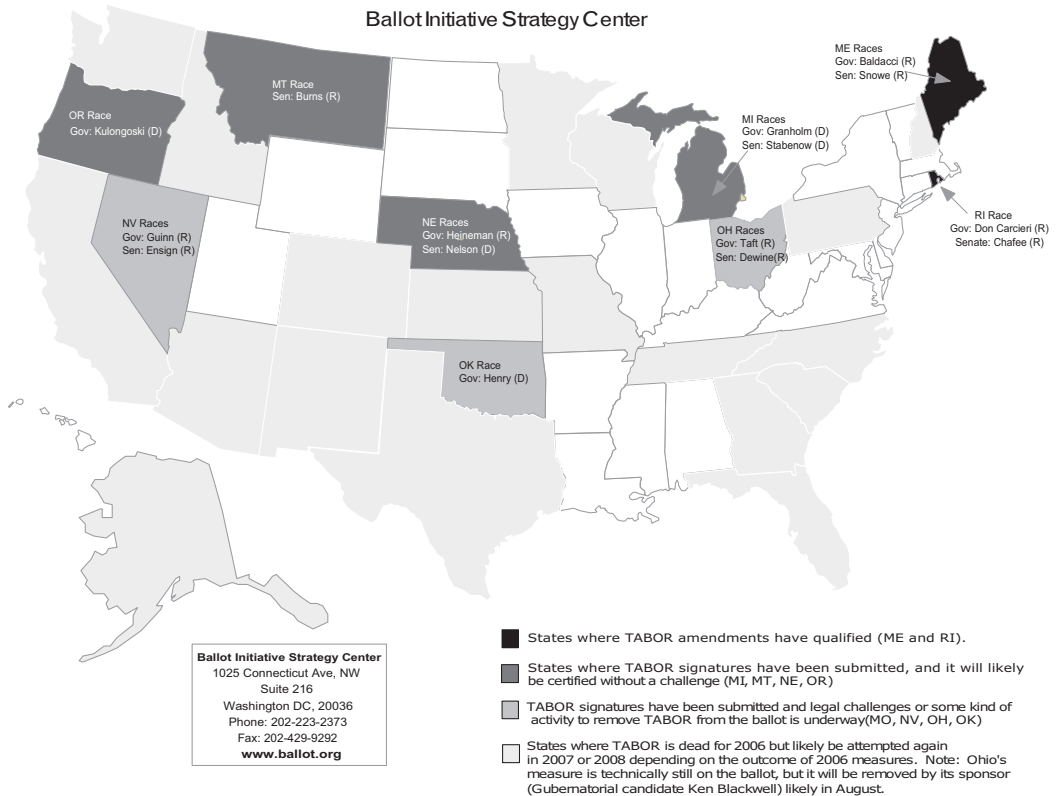 Ballot Initiative Strategy Center
ME Races
Gov: Baldacci (R)
Sen: Snowe (R)
MT Race
Sen: Burns (R)
OR Race
Gov: Kulongoski (D)
MI Races
Gov: Granholm (D)
Sen: Stabenow (D)
NV Races
Gov: Guinn (R)
Sen: Ensign (R)
NE Races
Gov: Heineman (R)
Sen: Nelson (D)
OH Races
Gov: Taft (R)
Sen: Dewine(R)
RI Race
Gov: Don Carcieri (R)
Senate: Chafee (R)
OK Race
Gov: Henry (D)
Ballot Initiative Strategy Center
1025 Connecticut Ave, NW
Suite 216
Washington DC, 20036
Phone: 202-223-2373
Fax: 202-429-9292
www.ballot.org
States where TABOR amendments have qualified (ME and RI).
States where TABOR signatures have been submitted, and it will likely
be certified without a challenge (MI, MT, NE, OR)
TABOR signatures have been submitted and legal challenges or some kind of
activity to remove TABOR from the ballot is underway(MO, NV, OH, OK)
States where TABOR is dead for 2006 but likely be attempted again
in 2007 or 2008 depending on the outcome of 2006 measures. Note: Ohio's
measure is technically still on the ballot, but it will be removed by its sponsor
(Gubernatorial candidate Ken Blackwell) likely in August.